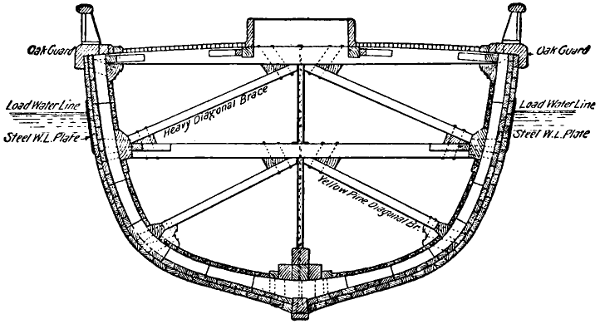 Oak Guard
Oak Guard
Load Water Line
Load Water Line
Heavy Diagonal Brace
Steel W.L. Plate
Steel W.L. Plate
Yellow Pine Diagonal Br.